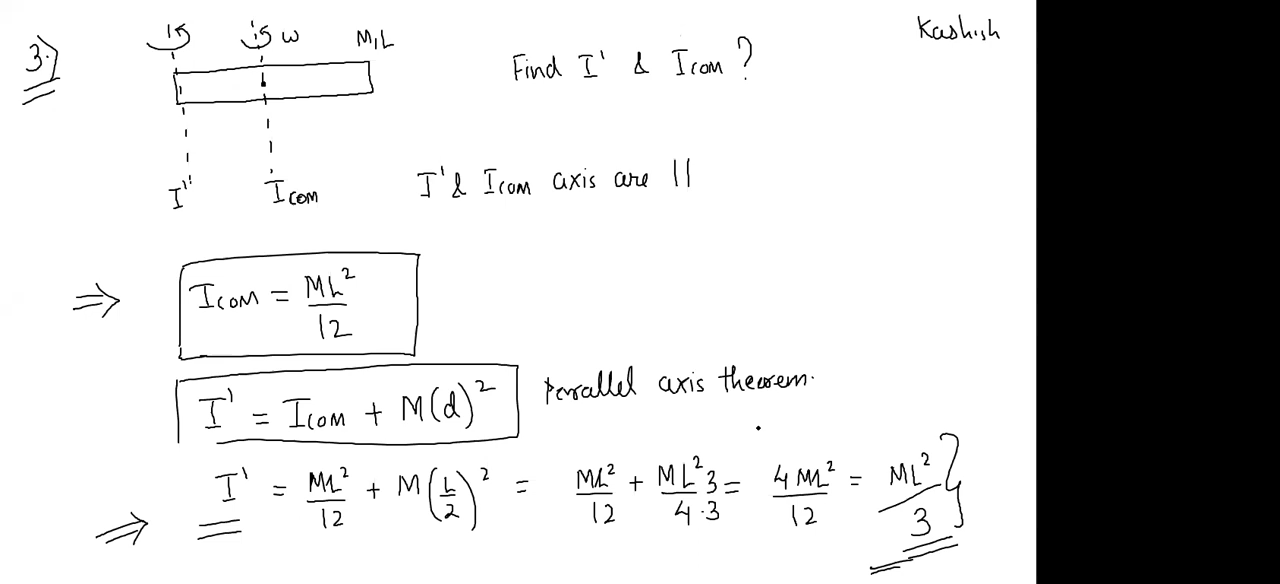 Kashish
3.)
ω M,L
Find I' & Icom ?
I' Icom
I' & Icom axis are ||
⇒ Icom = ML²/12
I' = Icom + M(d)² parallel axis theorem.
⇒ I' = ML²/12 + M(L/2)² = ML²/12 + ML²3/4·3 = 4ML²/12 = ML²/3 }